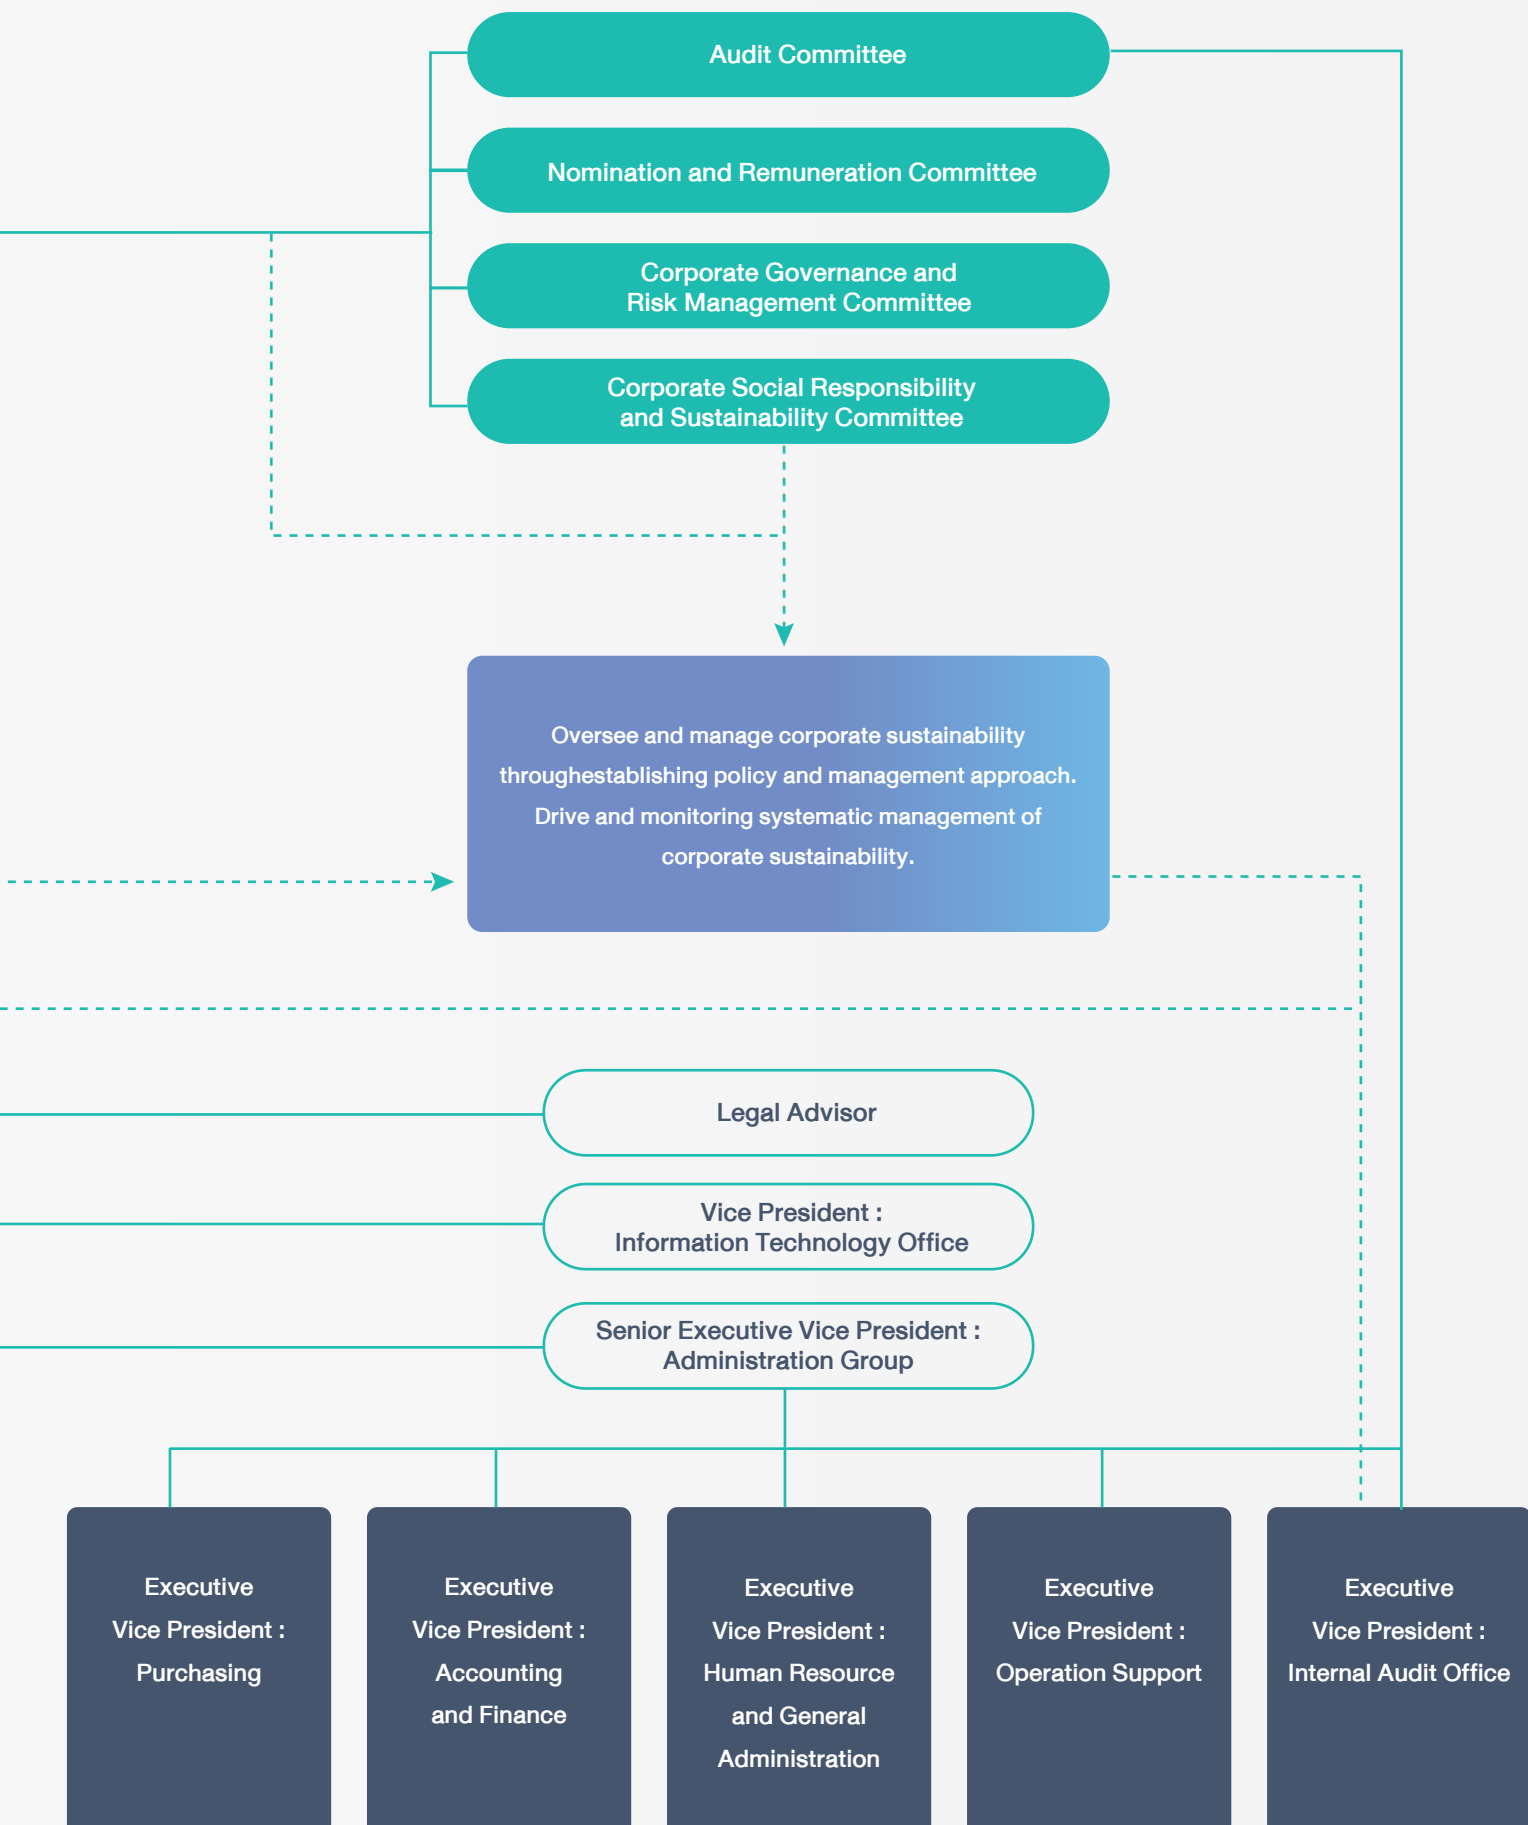 Audit Committee
Nomination and Remuneration Committee
Corporate Governance and
Risk Management Committee
Corporate Social Responsibility
and Sustainability Committee
Oversee and manage corporate sustainability
throughestablishing policy and management approach.
Drive and monitoring systematic management of
corporate sustainability.
Legal Advisor
Vice President :
Information Technology Office
Senior Executive Vice President :
Administration Group
Executive
Vice President :
Purchasing
Executive
Vice President :
Accounting
and Finance
Executive
Vice President :
Human Resource
and General
Administration
Executive
Vice President :
Operation Support
Executive
Vice President :
Internal Audit Office